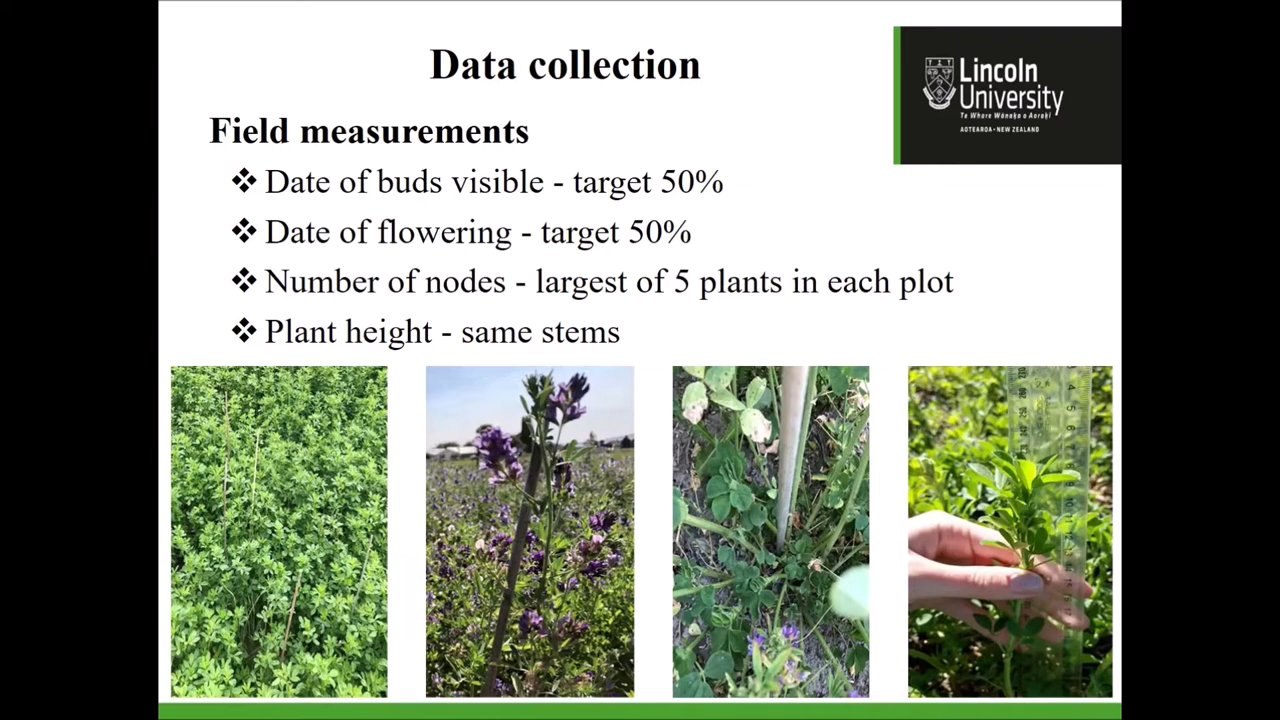 Data collection
Lincoln
University
Te Whare Wānaka o Aoraki
AOTEAROA • NEW ZEALAND
Field measurements
❖ Date of buds visible - target 50%
❖ Date of flowering - target 50%
❖ Number of nodes - largest of 5 plants in each plot
❖ Plant height - same stems